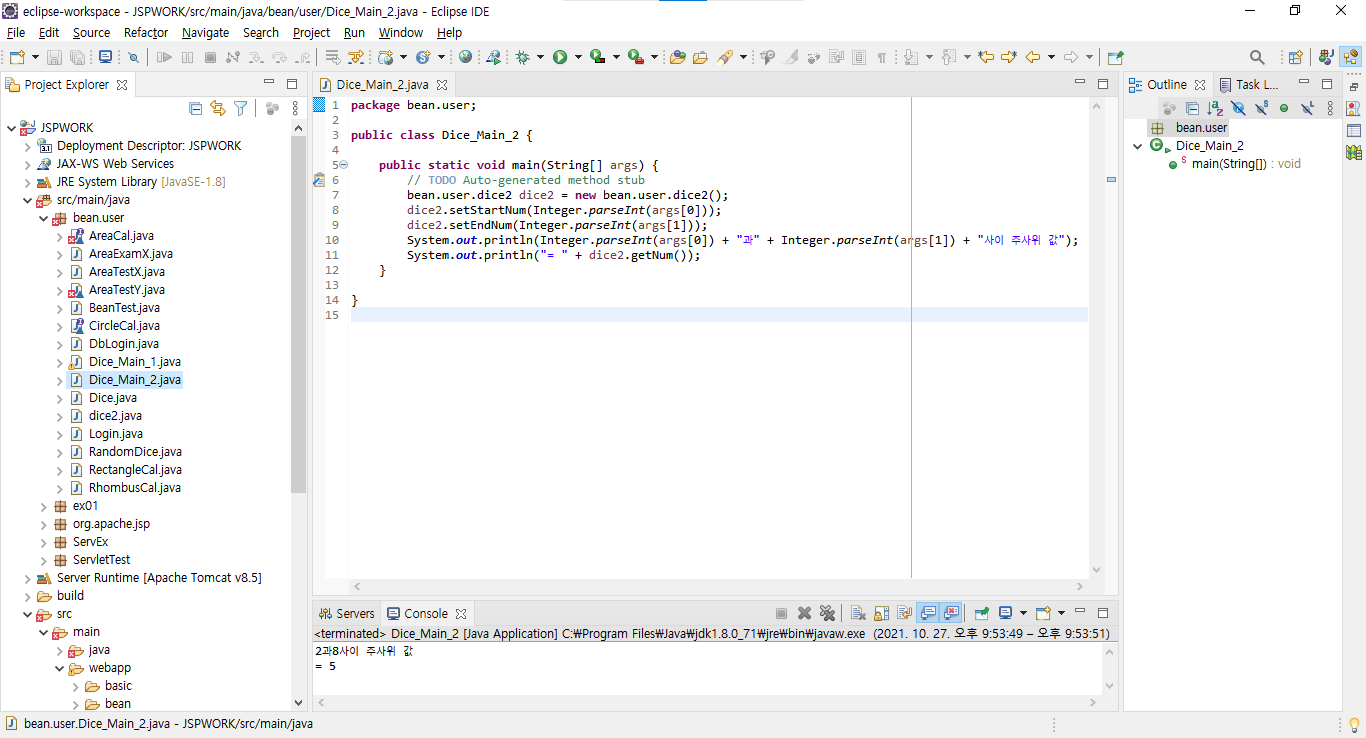 eclipse-workspace - JSPWORK/src/main/java/bean/user/Dice_Main_2.java - Eclipse IDE
File Edit Source Refactor Navigate Search Project Run Window Help
Project Explorer
JSPWORK
Deployment Descriptor: JSPWORK
JAX-WS Web Services
JRE System Library [JavaSE-1.8]
src/main/java
bean.user
AreaCal.java
AreaExamX.java
AreaTestX.java
AreaTestY.java
BeanTest.java
CircleCal.java
DbLogin.java
Dice_Main_1.java
Dice_Main_2.java
Dice.java
dice2.java
Login.java
RandomDice.java
RectangleCal.java
RhombusCal.java
ex01
org.apache.jsp
ServEx
ServletTest
Server Runtime [Apache Tomcat v8.5]
build
src
main
java
webapp
basic
bean
Dice_Main_2.java
1 package bean.user;
2
3 public class Dice_Main_2 {
4
5 public static void main(String[] args) {
6 // TODO Auto-generated method stub
7 bean.user.dice2 dice2 = new bean.user.dice2();
8 dice2.setStartNum(Integer.parseInt(args[0]));
9 dice2.setEndNum(Integer.parseInt(args[1]));
10 System.out.println(Integer.parseInt(args[0]) + "과" + Integer.parseInt(args[1]) + "사이 주사위 값");
11 System.out.println("= " + dice2.getNum());
12 }
13
14 }
15
Servers Console
<terminated> Dice_Main_2 [Java Application] C:₩Program Files₩Java₩jdk1.8.0_71₩jre₩bin₩javaw.exe (2021. 10. 27. 오후 9:53:49 – 오후 9:53:51)
2과8사이 주사위 값
= 5
Outline Task L...
bean.user
Dice_Main_2
main(String[]) : void
bean.user.Dice_Main_2.java - JSPWORK/src/main/java